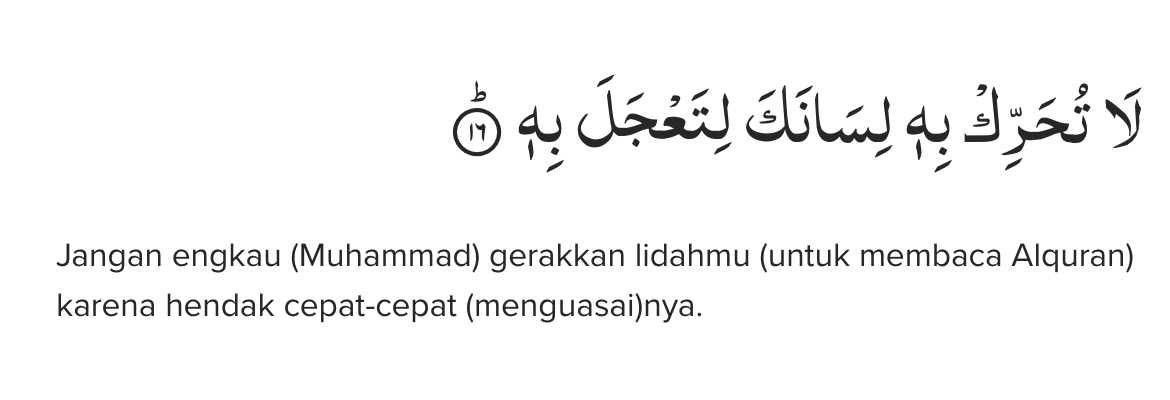 لَا تُحَرِّكْ بِهٖ لِسَانَكَ لِتَعْجَلَ بِهٖ ۗ ١٦
Jangan engkau (Muhammad) gerakkan lidahmu (untuk membaca Alquran)
karena hendak cepat-cepat (menguasai)nya.